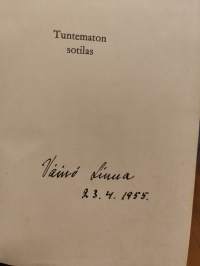 Tuntematon
sotilas
Väinö Linna
23.4.1955.